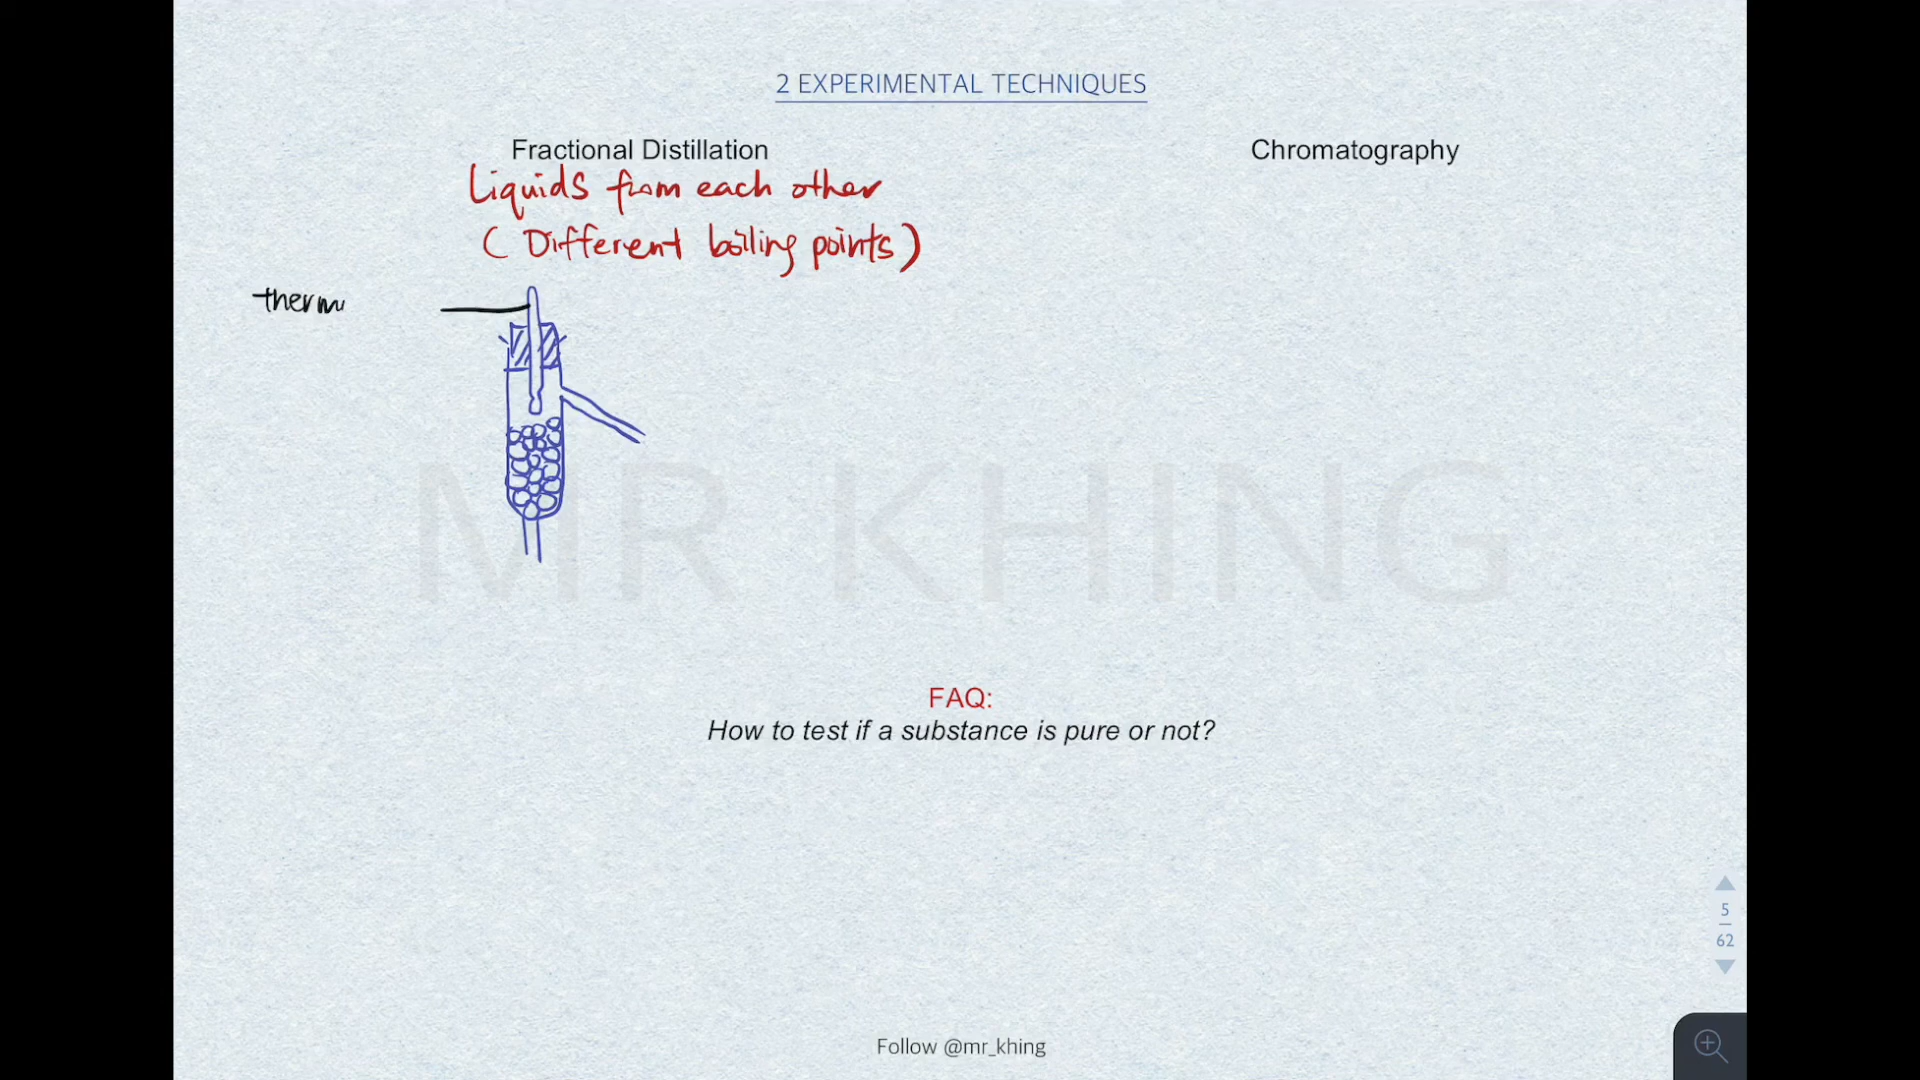 2 EXPERIMENTAL TECHNIQUES
Fractional Distillation
Liquids from each other
(Different boiling points)
therm
Chromatography
MR KHING
FAQ:
How to test if a substance is pure or not?
5
62
Follow @mr_khing